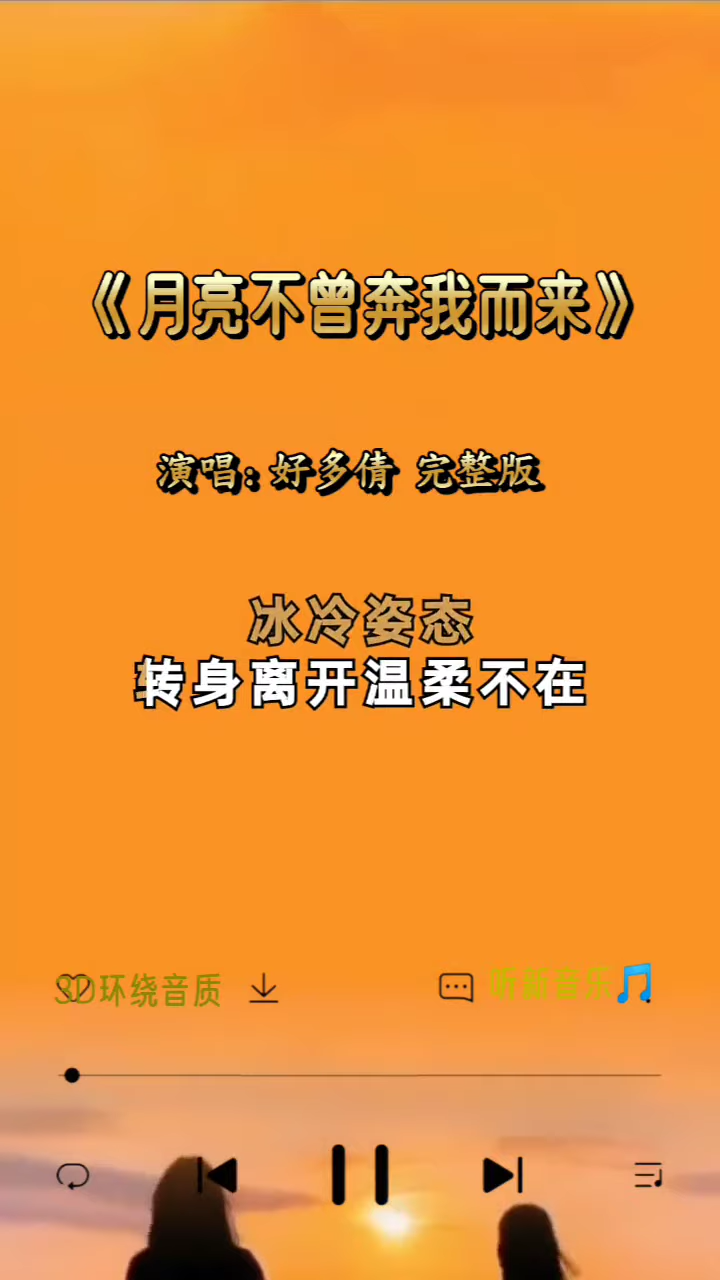 《月亮不曾奔我而来》
演唱:好多倩 完整版
冰冷姿态
转身离开温柔不在
3D环绕音质
听新音乐